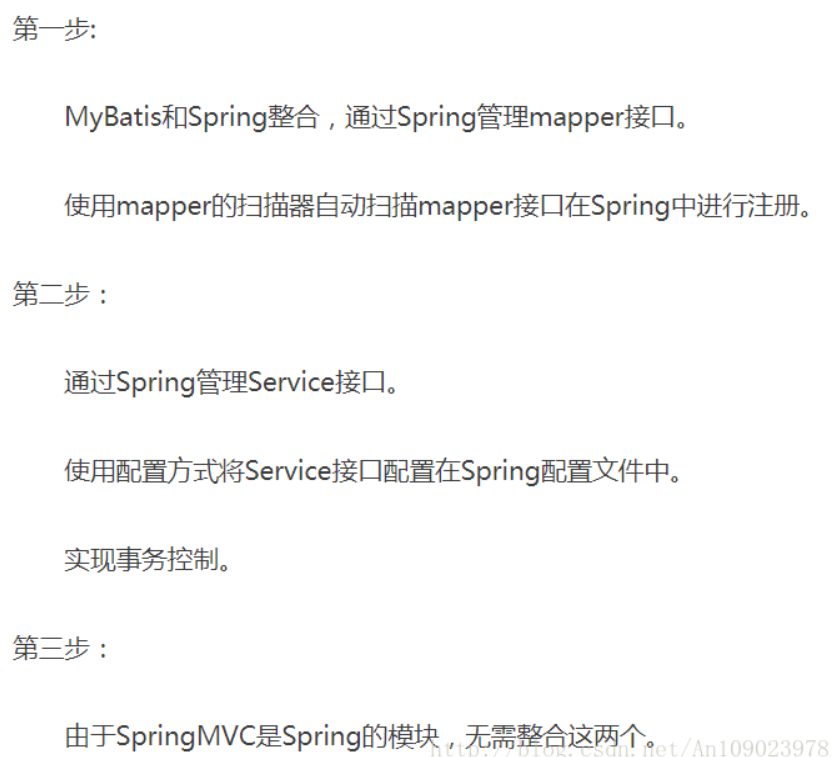 第一步:
MyBatis和Spring整合，通过Spring管理mapper接口。
使用mapper的扫描器自动扫描mapper接口在Spring中进行注册。
第二步：
通过Spring管理Service接口。
使用配置方式将Service接口配置在Spring配置文件中。
实现事务控制。
第三步：
由于SpringMVC是Spring的模块，无需整合这两个。
http://blog.csdn.net/An109023978